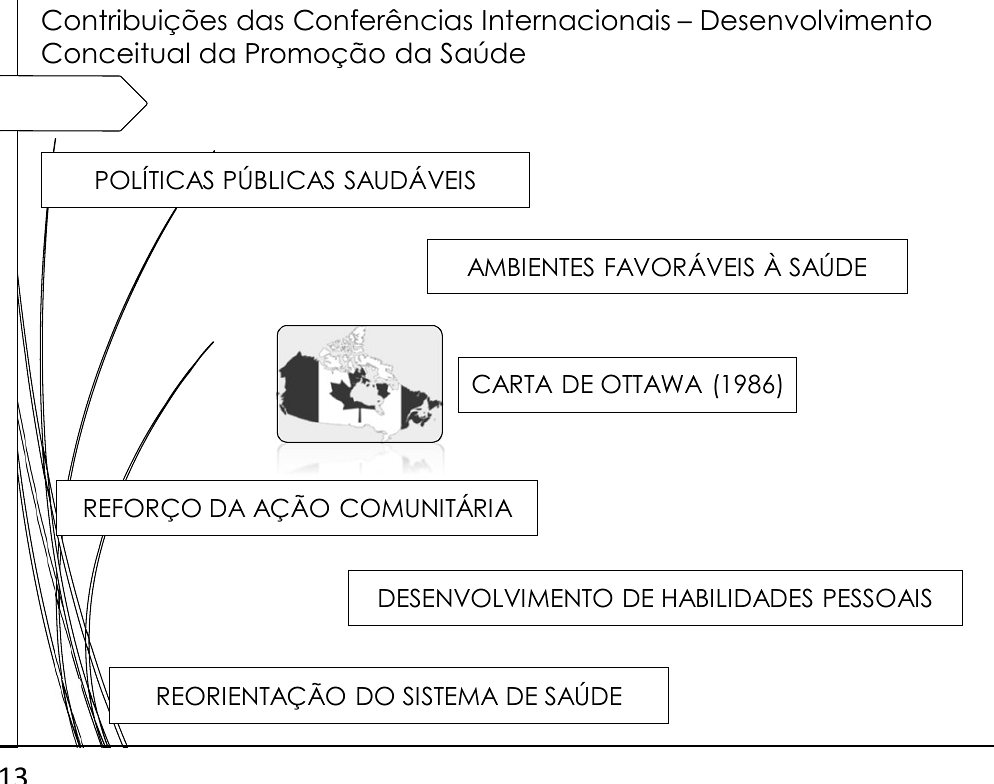 Contribuições das Conferências Internacionais – Desenvolvimento
Conceitual da Promoção da Saúde
POLÍTICAS PÚBLICAS SAUDÁVEIS
AMBIENTES FAVORÁVEIS À SAÚDE
CARTA DE OTTAWA (1986)
REFORÇO DA AÇÃO COMUNITÁRIA
DESENVOLVIMENTO DE HABILIDADES PESSOAIS
REORIENTAÇÃO DO SISTEMA DE SAÚDE
13